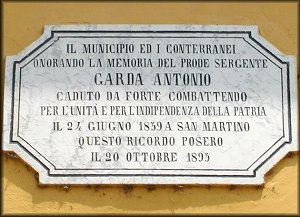 IL MUNICIPIO ED I CONTERRANEI
ONORANDO LA MEMORIA DEL PRODE SERGENTE
GARDA ANTONIO
CADUTO DA FORTE COMBATTENDO
PER L'UNITÀ E PER L'INDIPENDENZA DELLA PATRIA
IL 24 GIUGNO 1859 A SAN MARTINO
QUESTO RICORDO POSERO
IL 20 OTTOBRE 1895